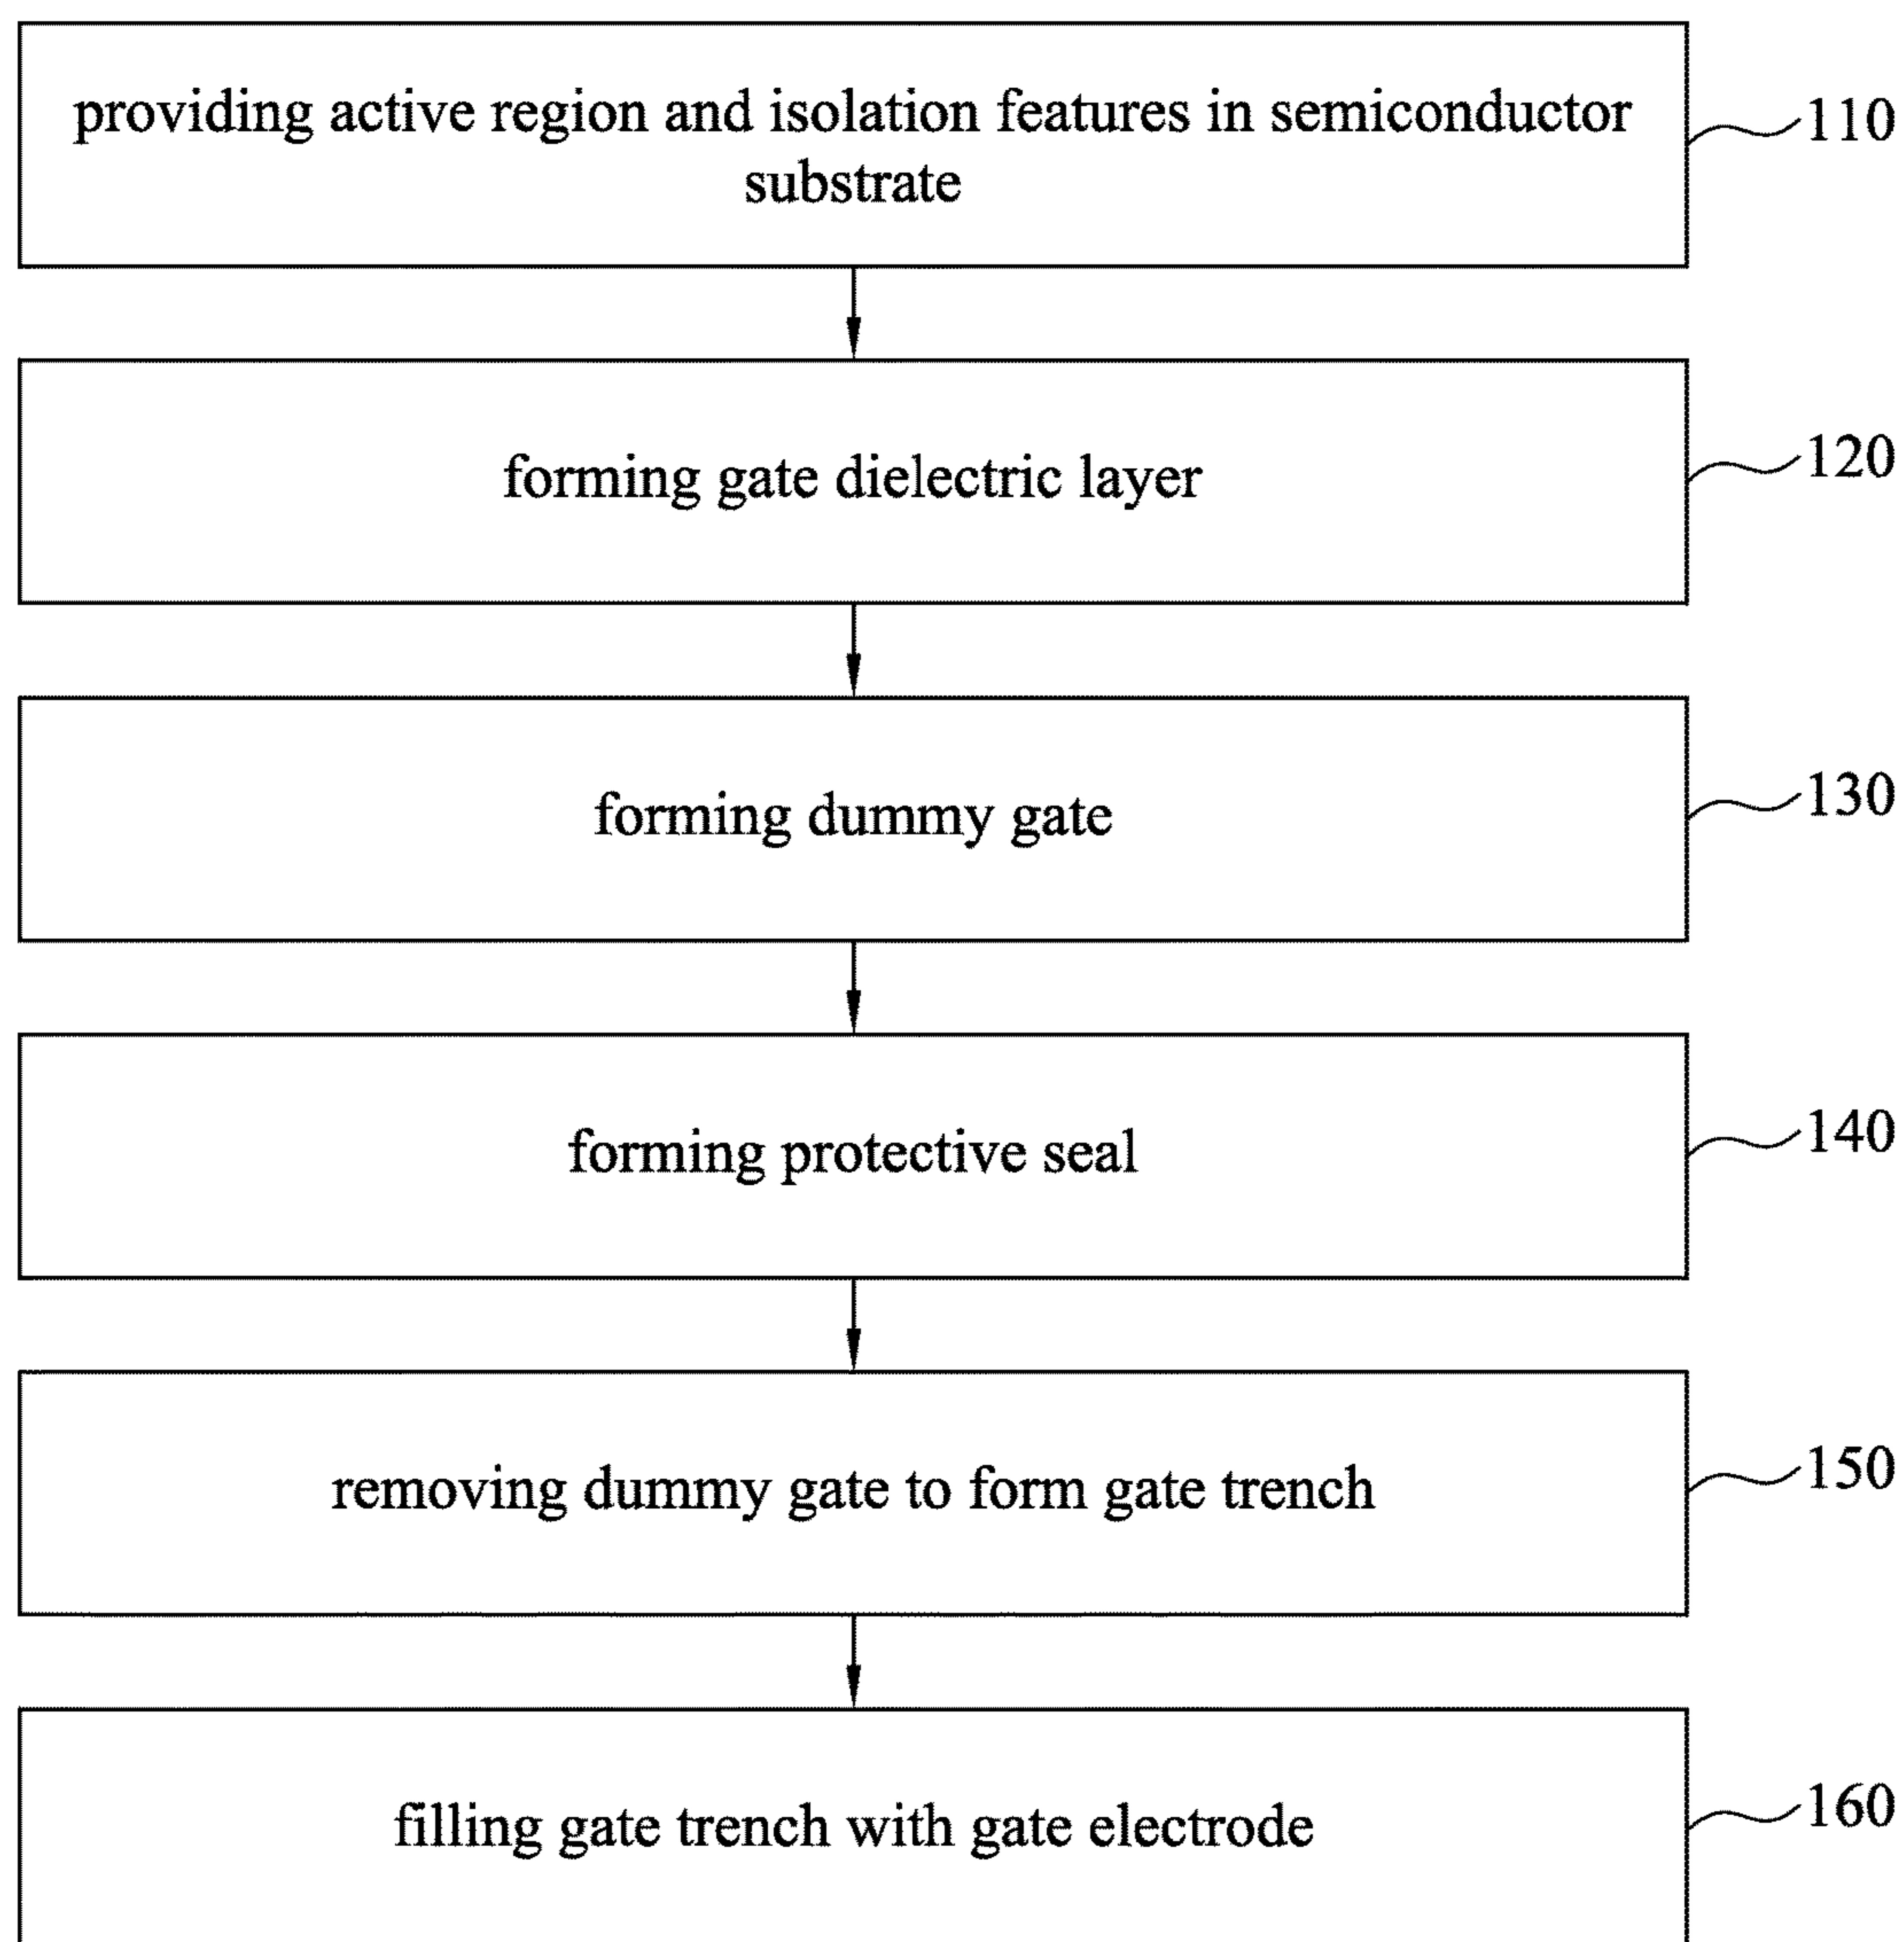 providing active region and isolation features in semiconductor
substrate
110
forming gate dielectric layer
120
forming dummy gate
130
forming protective seal
140
removing dummy gate to form gate trench
150
filling gate trench with gate electrode
160